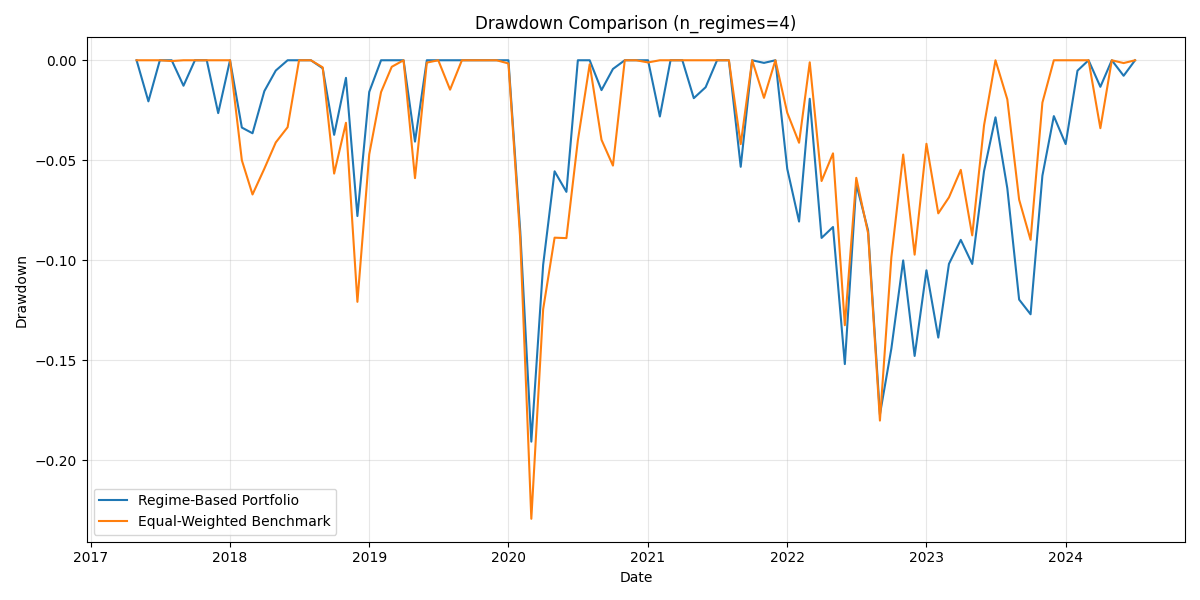 Drawdown Comparison (n_regimes=4)
Drawdown
0.00
−0.05
−0.10
−0.15
−0.20
Regime-Based Portfolio
Equal-Weighted Benchmark
2017 2018 2019 2020 2021 2022 2023 2024
Date